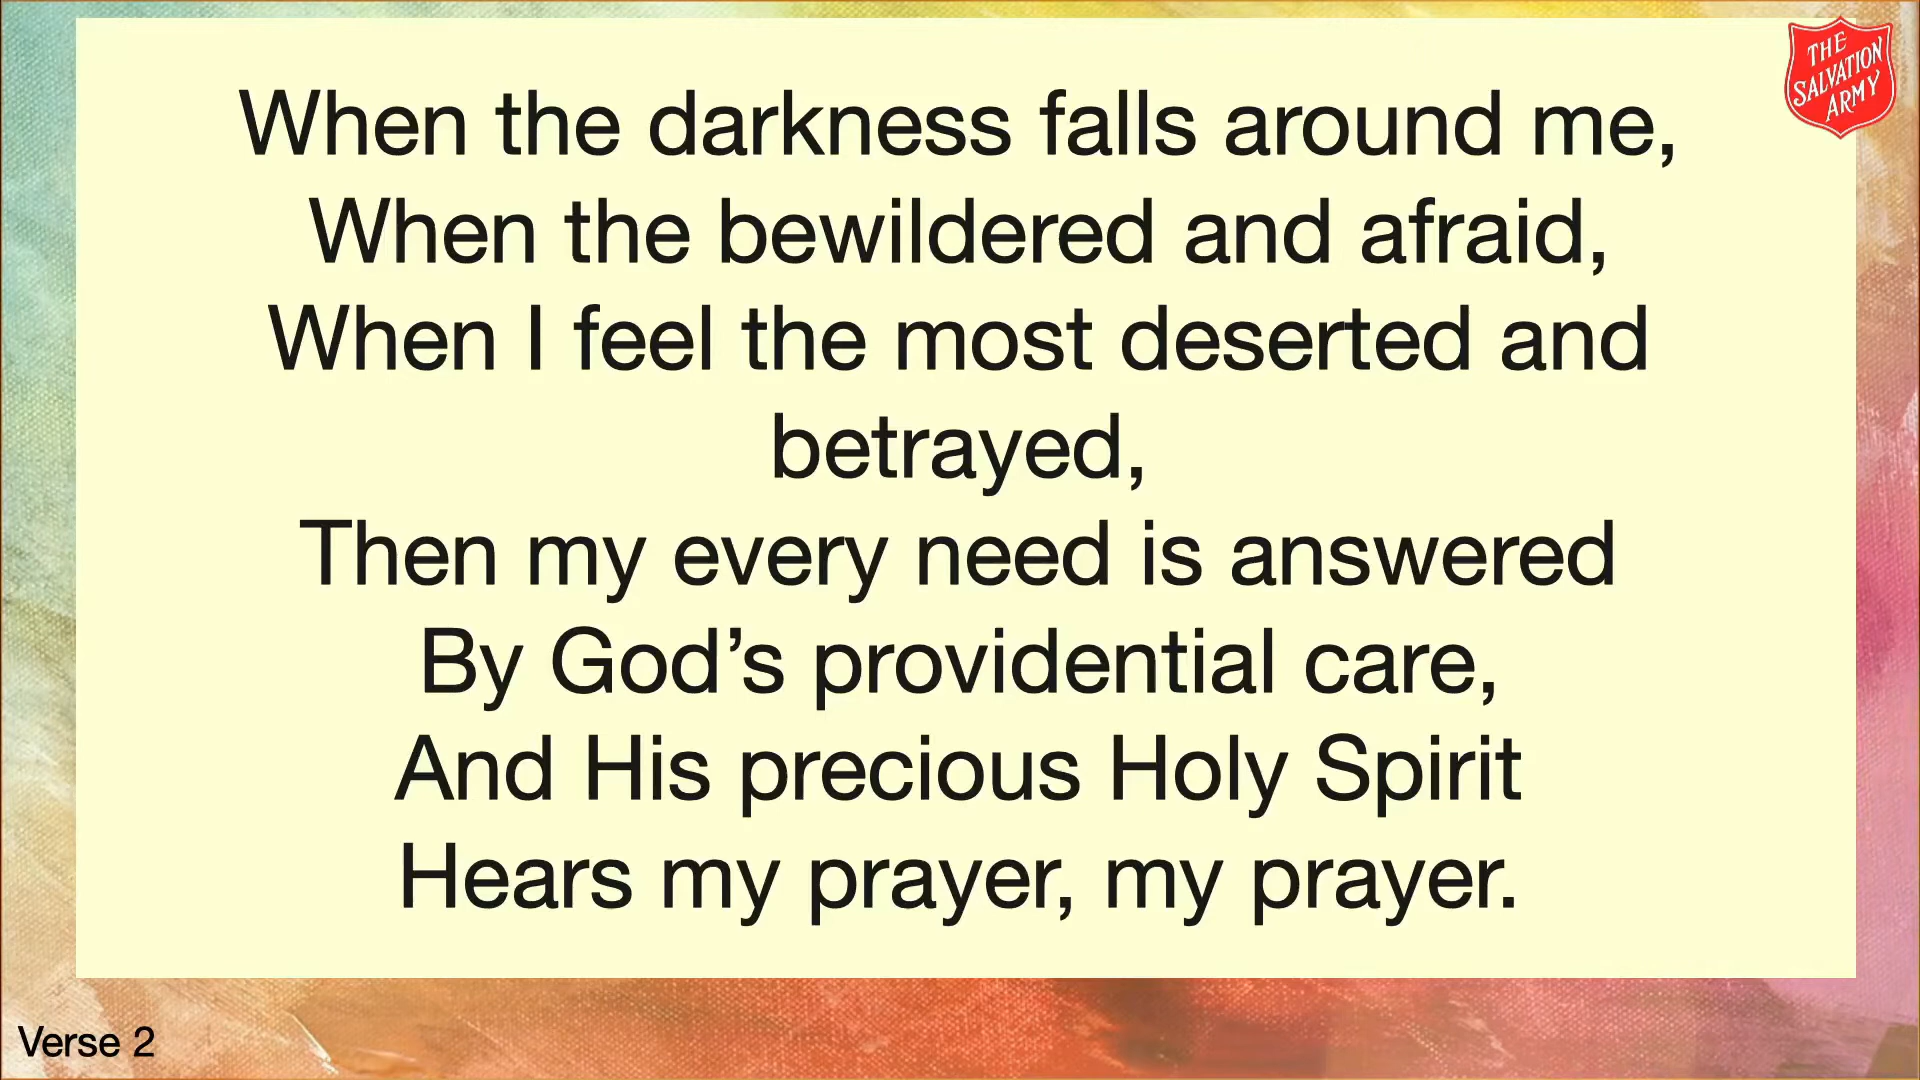 THE
SALVATION
ARMY
When the darkness falls around me,
When the bewildered and afraid,
When I feel the most deserted and
betrayed,
Then my every need is answered
By God’s providential care,
And His precious Holy Spirit
Hears my prayer, my prayer.
Verse 2